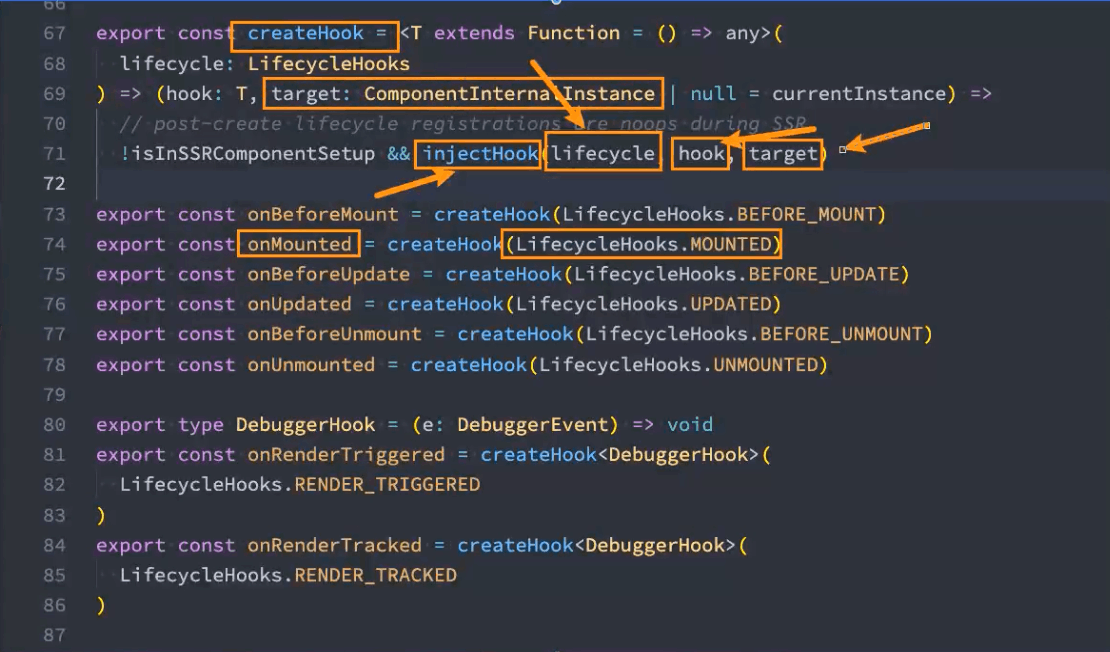 66
67 export const createHook = <T extends Function = () => any>(
68 lifecycle: LifecycleHooks
69 ) => (hook: T, target: ComponentInternalInstance | null = currentInstance) =>
70 // post-create lifecycle registrations are noops during SSR
71 !isInSSRComponentSetup && injectHook(lifecycle, hook, target)
72
73 export const onBeforeMount = createHook(LifecycleHooks.BEFORE_MOUNT)
74 export const onMounted = createHook(LifecycleHooks.MOUNTED)
75 export const onBeforeUpdate = createHook(LifecycleHooks.BEFORE_UPDATE)
76 export const onUpdated = createHook(LifecycleHooks.UPDATED)
77 export const onBeforeUnmount = createHook(LifecycleHooks.BEFORE_UNMOUNT)
78 export const onUnmounted = createHook(LifecycleHooks.UNMOUNTED)
79
80 export type DebuggerHook = (e: DebuggerEvent) => void
81 export const onRenderTriggered = createHook<DebuggerHook>(
82 LifecycleHooks.RENDER_TRIGGERED
83 )
84 export const onRenderTracked = createHook<DebuggerHook>(
85 LifecycleHooks.RENDER_TRACKED
86 )
87